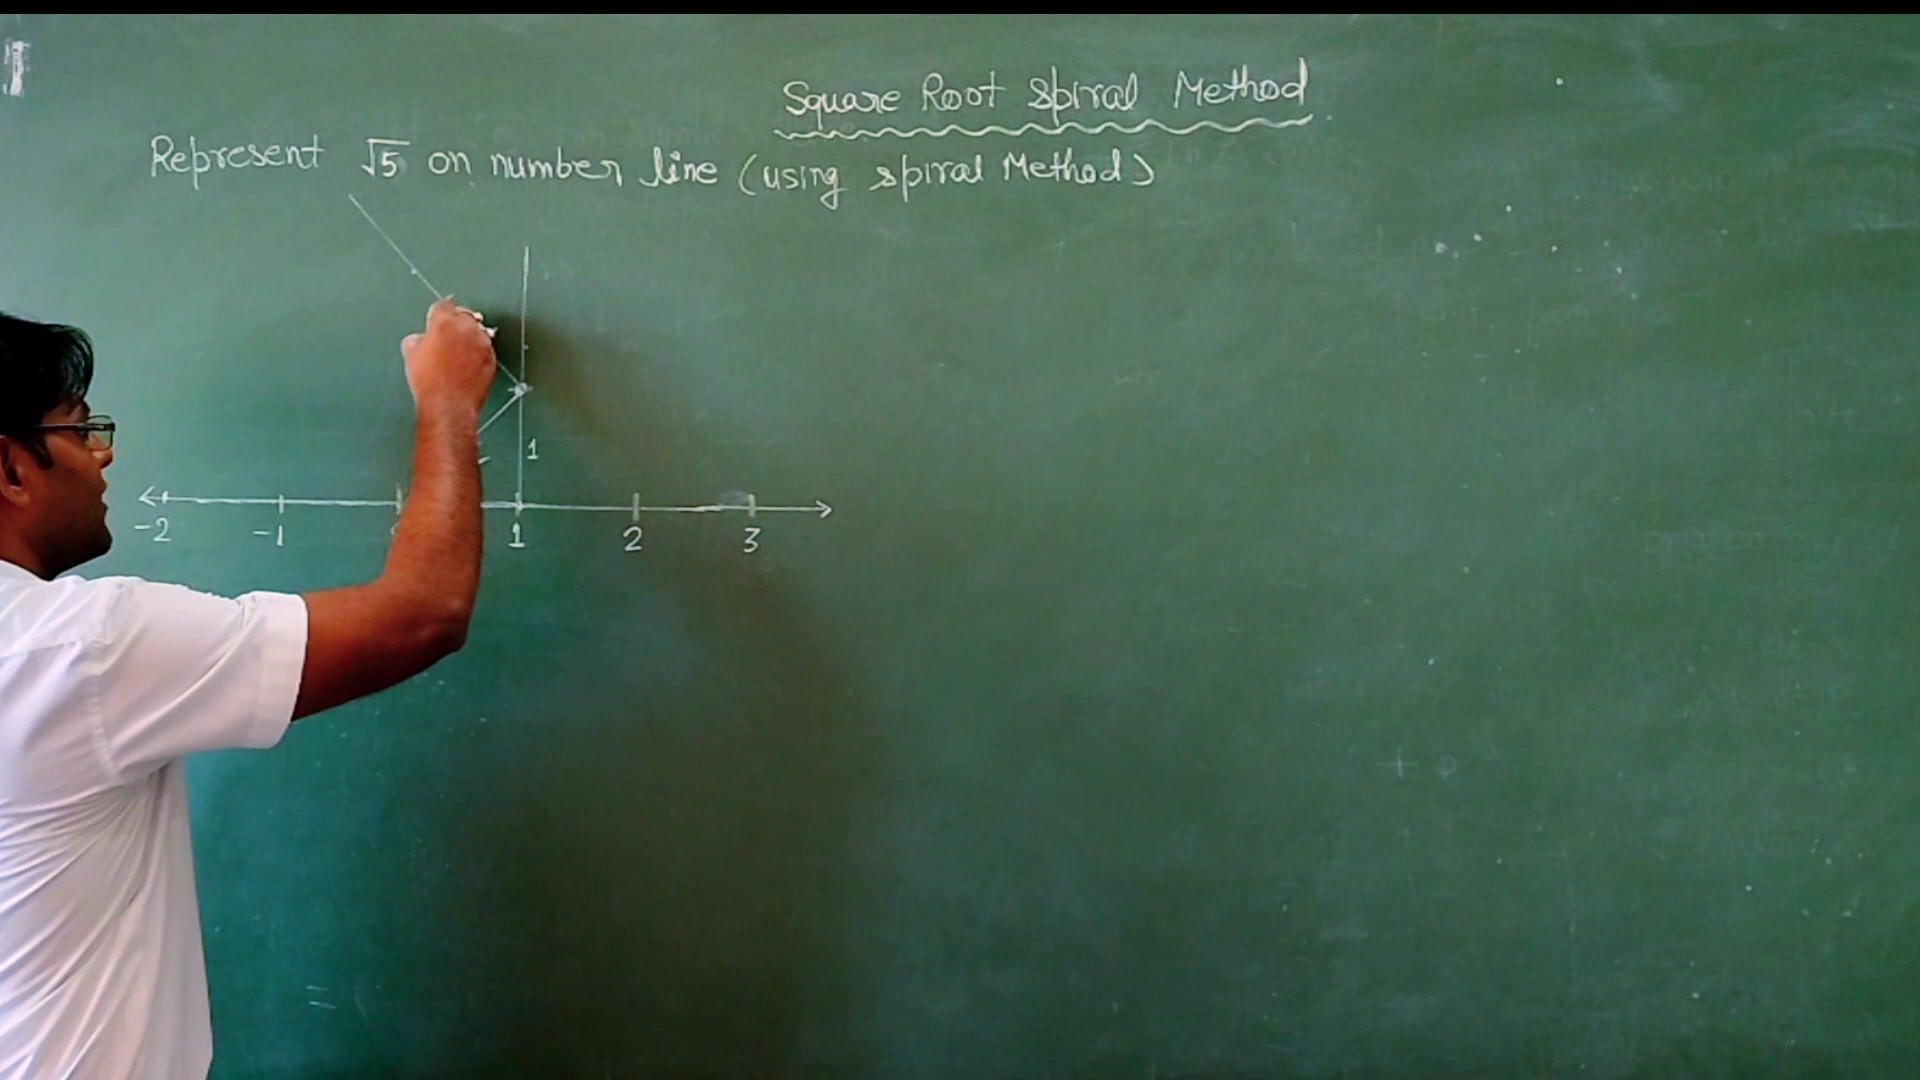 Square Root Spiral Method
Represent √5 on number line (using spiral Method)
1
-2 -1 1 2 3